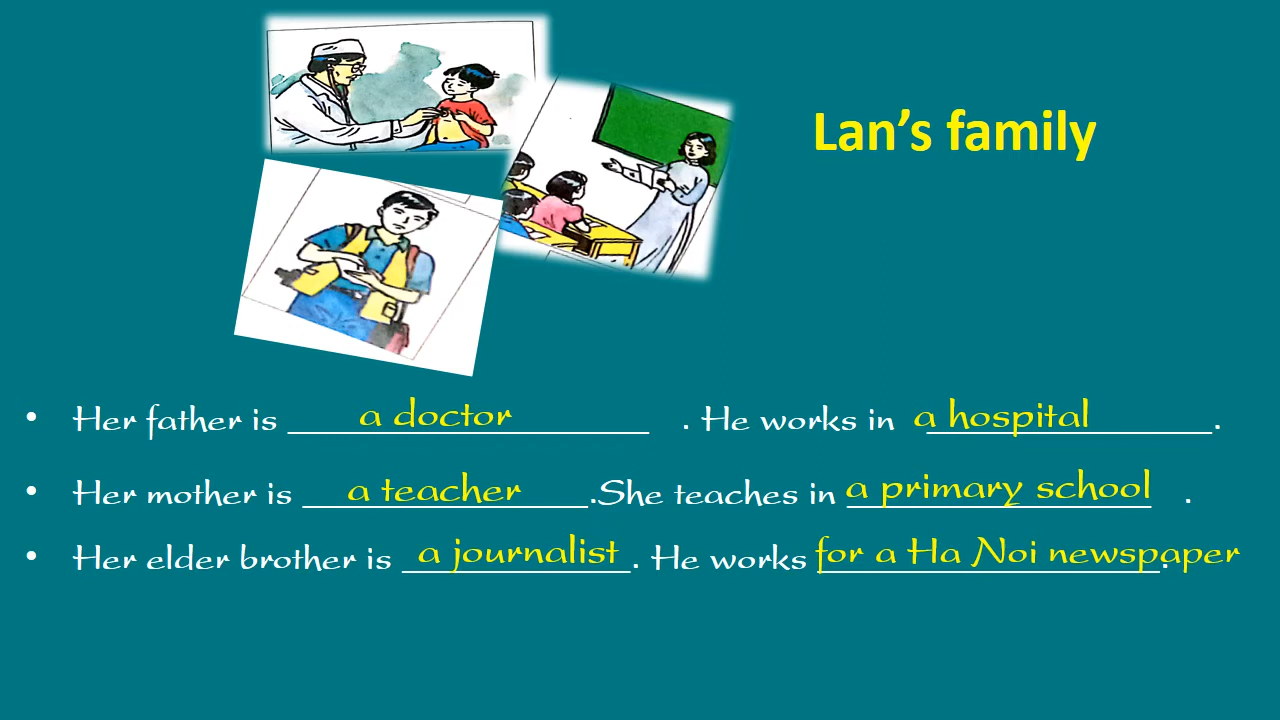 Lan's family
• Her father is a doctor . He works in a hospital.
• Her mother is a teacher.She teaches in a primary school .
• Her elder brother is a journalist. He works for a Ha Noi newspaper.